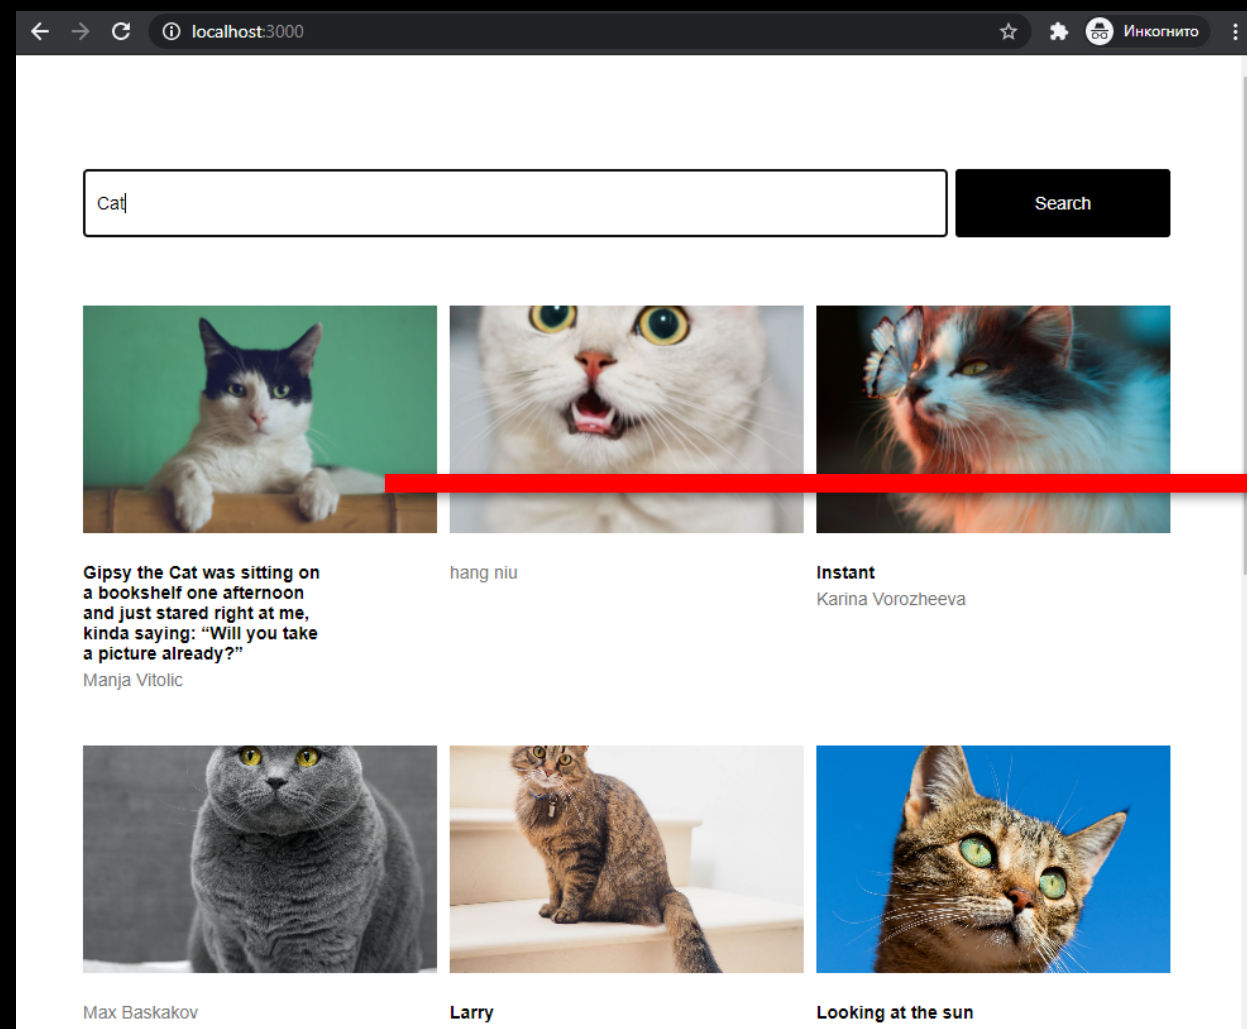 localhost:3000
Инкогнито
Cat
Search
Gipsy the Cat was sitting on
a bookshelf one afternoon
and just stared right at me,
kinda saying: “Will you take
a picture already?”
Manja Vitolic
hang niu
Instant
Karina Vorozheeva
Max Baskakov
Larry
Looking at the sun